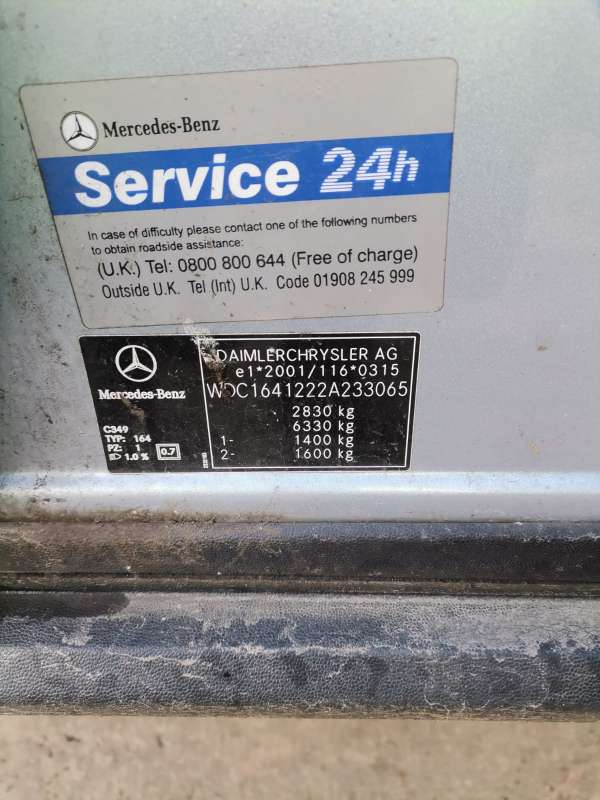 Mercedes-Benz
Service 24h
In case of difficulty please contact one of the following numbers
to obtain roadside assistance:
(U.K.) Tel: 0800 800 644 (Free of charge)
Outside U.K. Tel (Int) U.K. Code 01908 245 999
Mercedes-Benz
DAIMLERCHRYSLER AG
e1*2001/116*0315
WDC1641222A233065
2830 kg
6330 kg
1- 1400 kg
2- 1600 kg
C349
TYP: 164
PZ: 1
1.0 %
0.7